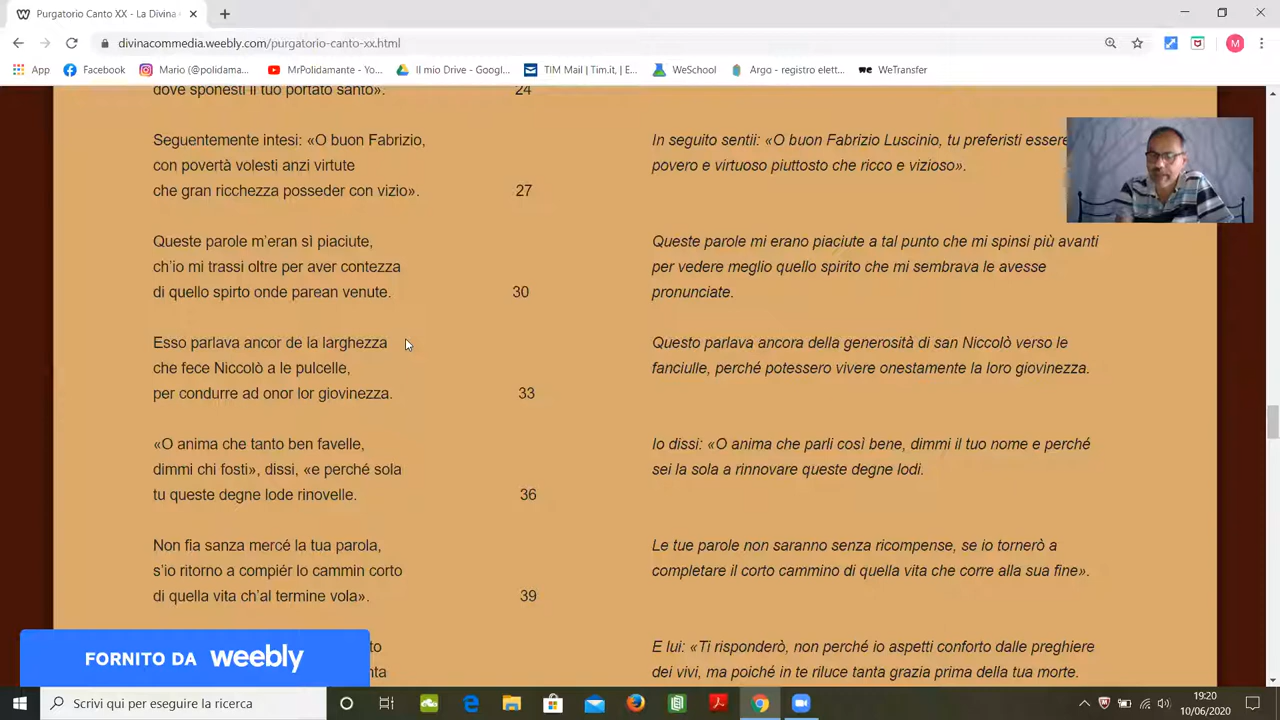 Purgatorio Canto XX - La Divina
divinacommedia.weebly.com/purgatorio-canto-xx.html
M
App Facebook Mario (@polidama... MrPolidamante - Yo... Il mio Drive - Googl... TIM Mail | Tim.it, | E... WeSchool Argo - registro elett... WeTransfer
dove sponesti il tuo portato santo». 24
Seguentemente intesi: «O buon Fabrizio,
con povertà volesti anzi virtute
che gran ricchezza posseder con vizio». 27
Queste parole m'eran sì piaciute,
ch'io mi trassi oltre per aver contezza
di quello spirto onde parean venute. 30
Esso parlava ancor de la larghezza
che fece Niccolò a le pulcelle,
per condurre ad onor lor giovinezza. 33
«O anima che tanto ben favelle,
dimmi chi fosti», dissi, «e perché sola
tu queste degne lode rinovelle. 36
Non fia sanza mercé la tua parola,
s'io ritorno a compiér lo cammin corto
di quella vita ch'al termine vola». 39
to
nta
In seguito sentii: «O buon Fabrizio Luscinio, tu preferisti essere
povero e virtuoso piuttosto che ricco e vizioso».
Queste parole mi erano piaciute a tal punto che mi spinsi più avanti
per vedere meglio quello spirito che mi sembrava le avesse
pronunciate.
Questo parlava ancora della generosità di san Niccolò verso le
fanciulle, perché potessero vivere onestamente la loro giovinezza.
Io dissi: «O anima che parli così bene, dimmi il tuo nome e perché
sei la sola a rinnovare queste degne lodi.
Le tue parole non saranno senza ricompense, se io tornerò a
completare il corto cammino di quella vita che corre alla sua fine».
E lui: «Ti risponderò, non perché io aspetti conforto dalle preghiere
dei vivi, ma poiché in te riluce tanta grazia prima della tua morte.
FORNITO DA weebly
Scrivi qui per eseguire la ricerca
19:20
10/06/2020